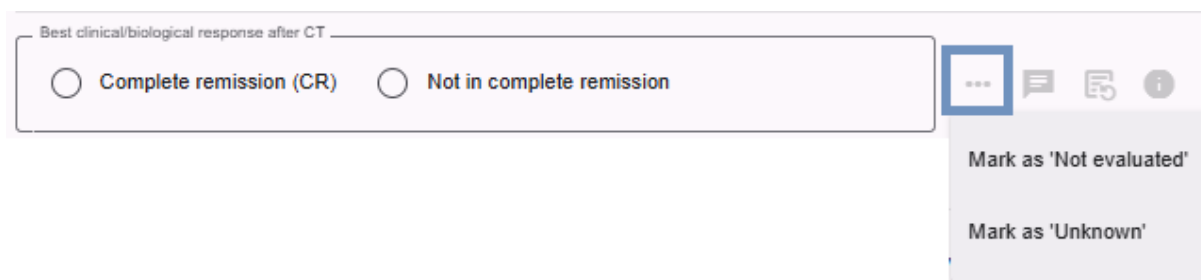 Best clinical/biological response after CT
Complete remission (CR) Not in complete remission
Mark as 'Not evaluated'
Mark as 'Unknown'